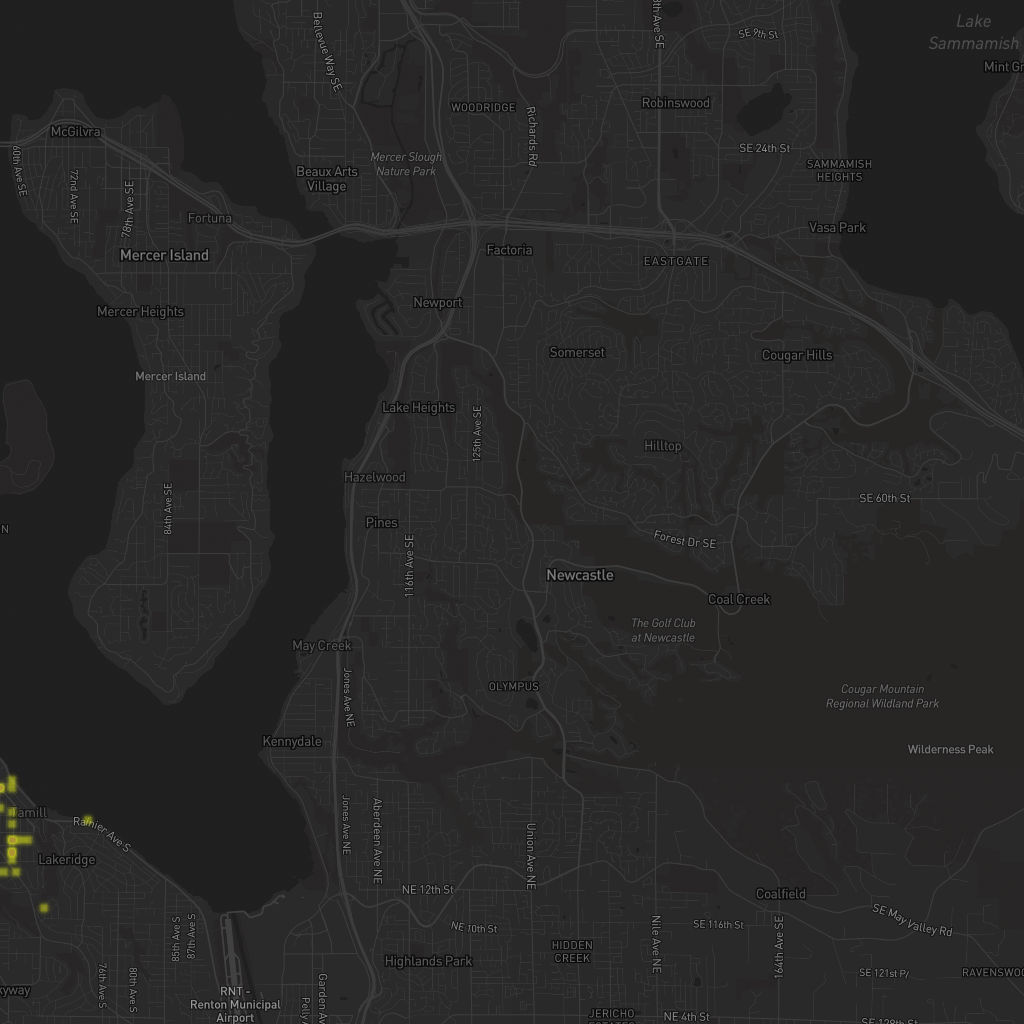 Lake
Sammamish
Bellevue Way SE
SE 9th St
Mint Gr
WOODRIDGE
Robinswood
Richards Rd
McGilvra
60th Ave SE
72nd Ave SE
78th Ave SE
Mercer Slough
Nature Park
SE 24th St
Beaux Arts
Village
SAMMAMISH
HEIGHTS
Fortuna
Vasa Park
Mercer Island
Factoria
EASTGATE
Newport
Mercer Heights
Somerset
Cougar Hills
Mercer Island
Lake Heights
125th Ave SE
Hilltop
Hazelwood
84th Ave SE
SE 60th St
Pines
N
Forest Dr SE
116th Ave SE
Newcastle
Coal Creek
The Golf Club
at Newcastle
May Creek
Jones Ave NE
OLYMPUS
Cougar Mountain
Regional Wildland Park
Kennydale
Wilderness Peak
Rainier Ave S
Jones Ave NE
Aberdeen Ave NE
Union Ave NE
Lakeridge
NE 12th St
Coalfield
SE May Valley Rd
85th Ave S
87th Ave S
NE 10th St
Nile Ave NE
SE 116th St
164th Ave SE
HIDDEN
CREEK
Highlands Park
76th Ave S
80th Ave S
SE 121st Pl
RAVENSWOO
kyway
RNT -
Renton Municipal
Airport
Garden Av
Pelly
JERICHO
ESTATES
NE 4th St
SE 128th St